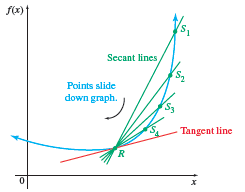 f(x)
S1
Secant lines
S2
Points slide
down graph.
S3
S4
Tangent line
R
0
x